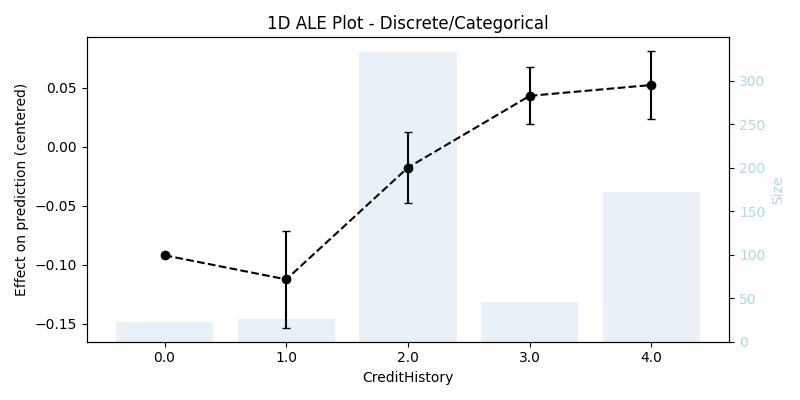 1D ALE Plot - Discrete/Categorical
Effect on prediction (centered)
0.05
0.00
−0.05
−0.10
−0.15
300
250
200
150
100
50
0
Size
0.0 1.0 2.0 3.0 4.0
CreditHistory